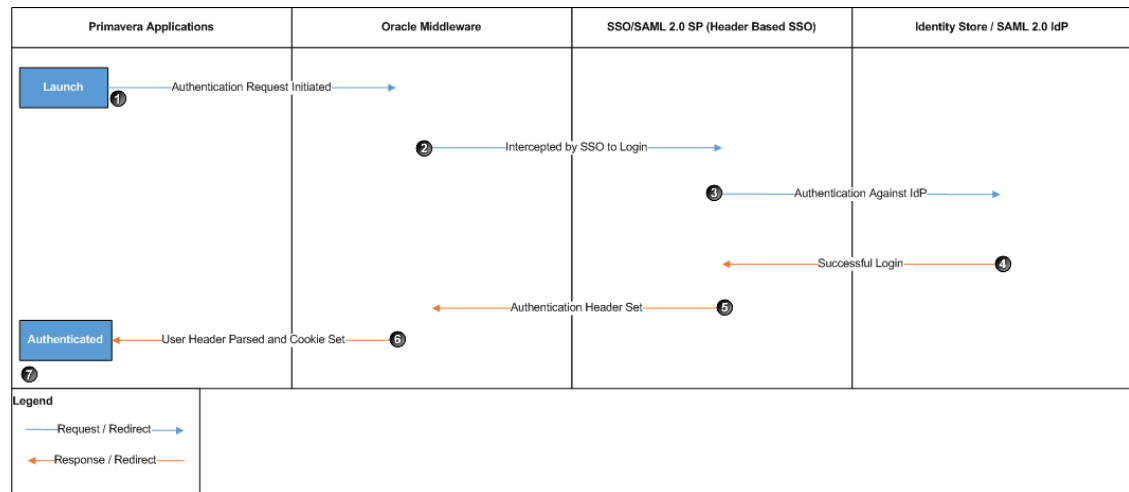 Primavera Applications
Oracle Middleware
SSO/SAML 2.0 SP (Header Based SSO)
Identity Store / SAML 2.0 IdP
Launch
1
Authentication Request Initiated
2
Intercepted by SSO to Login
3
Authentication Against IdP
Successful Login
4
Authentication Header Set
5
Authenticated
User Header Parsed and Cookie Set
6
7
Legend
Request / Redirect
Response / Redirect